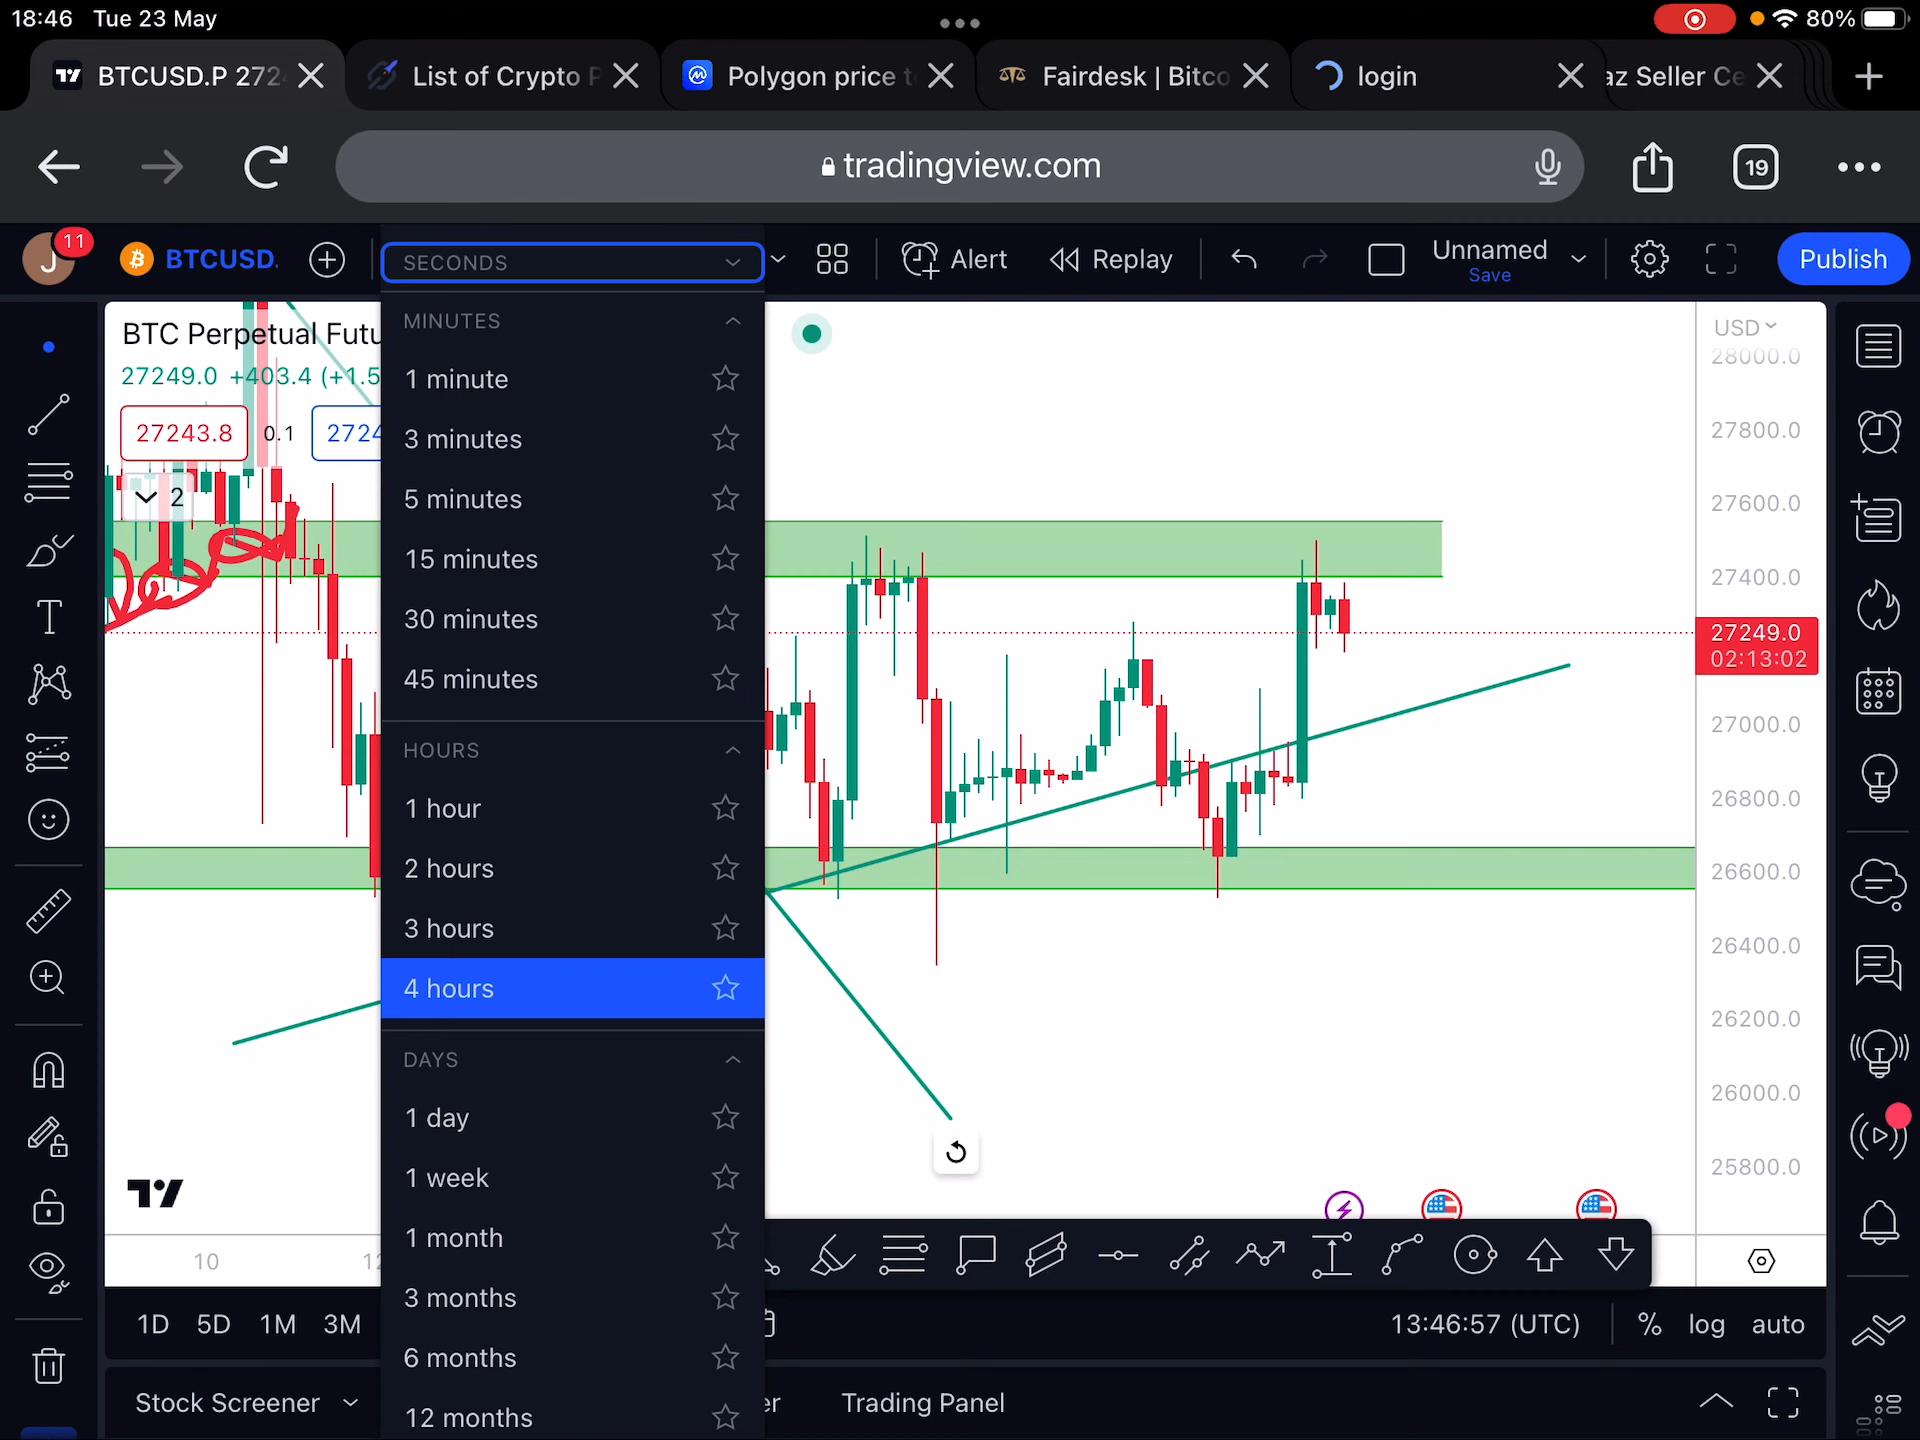 18:46 Tue 23 May
80%
BTCUSD.P 272
List of Crypto P
Polygon price t
Fairdesk | Bitco
login
az Seller Ce
tradingview.com
19
J
11
BTCUSD.
SECONDS
Alert
Replay
Unnamed
Save
Publish
BTC Perpetual Futu
27249.0 +403.4 (+1.5
27243.8
0.1
2724
2
MINUTES
1 minute
3 minutes
5 minutes
15 minutes
30 minutes
45 minutes
HOURS
1 hour
2 hours
3 hours
4 hours
DAYS
1 day
1 week
1 month
3 months
6 months
12 months
USD
28000.0
27800.0
27600.0
27400.0
27249.0
02:13:02
27000.0
26800.0
26600.0
26400.0
26200.0
26000.0
25800.0
10
12
1D 5D 1M 3M
13:46:57 (UTC)
% log auto
Stock Screener
er
Trading Panel